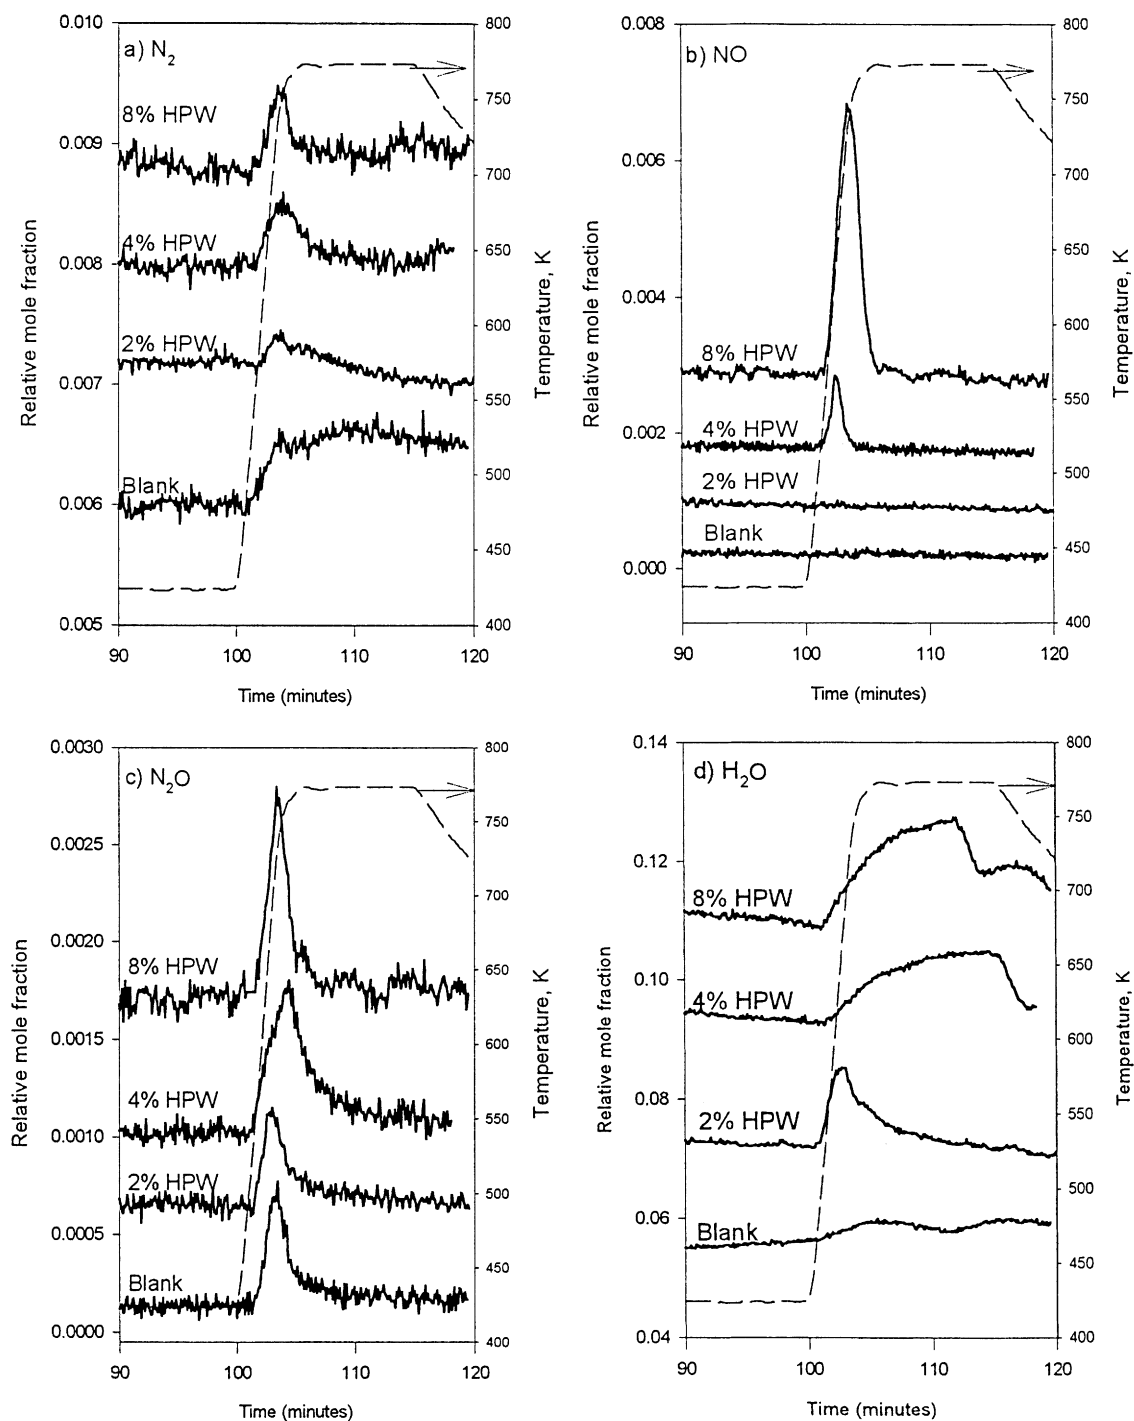 a) N₂
0.010
0.009
0.008
0.007
0.006
0.005
Relative mole fraction
8% HPW
4% HPW
2% HPW
Blank
800
750
700
650
600
550
500
450
400
Temperature, K
90
100
110
120
Time (minutes)
b) NO
0.008
0.006
0.004
0.002
0.000
Relative mole fraction
8% HPW
4% HPW
2% HPW
Blank
800
750
700
650
600
550
500
450
400
Temperature, K
90
100
110
120
Time (minutes)
c) N₂O
0.0030
0.0025
0.0020
0.0015
0.0010
0.0005
0.0000
Relative mole fraction
8% HPW
4% HPW
2% HPW
Blank
800
750
700
650
600
550
500
450
400
Temperature, K
90
100
110
120
Time (minutes)
d) H₂O
0.14
0.12
0.10
0.08
0.06
0.04
Relative mole fraction
8% HPW
4% HPW
2% HPW
Blank
800
750
700
650
600
550
500
450
400
Temperature, K
90
100
110
120
Time (minutes)